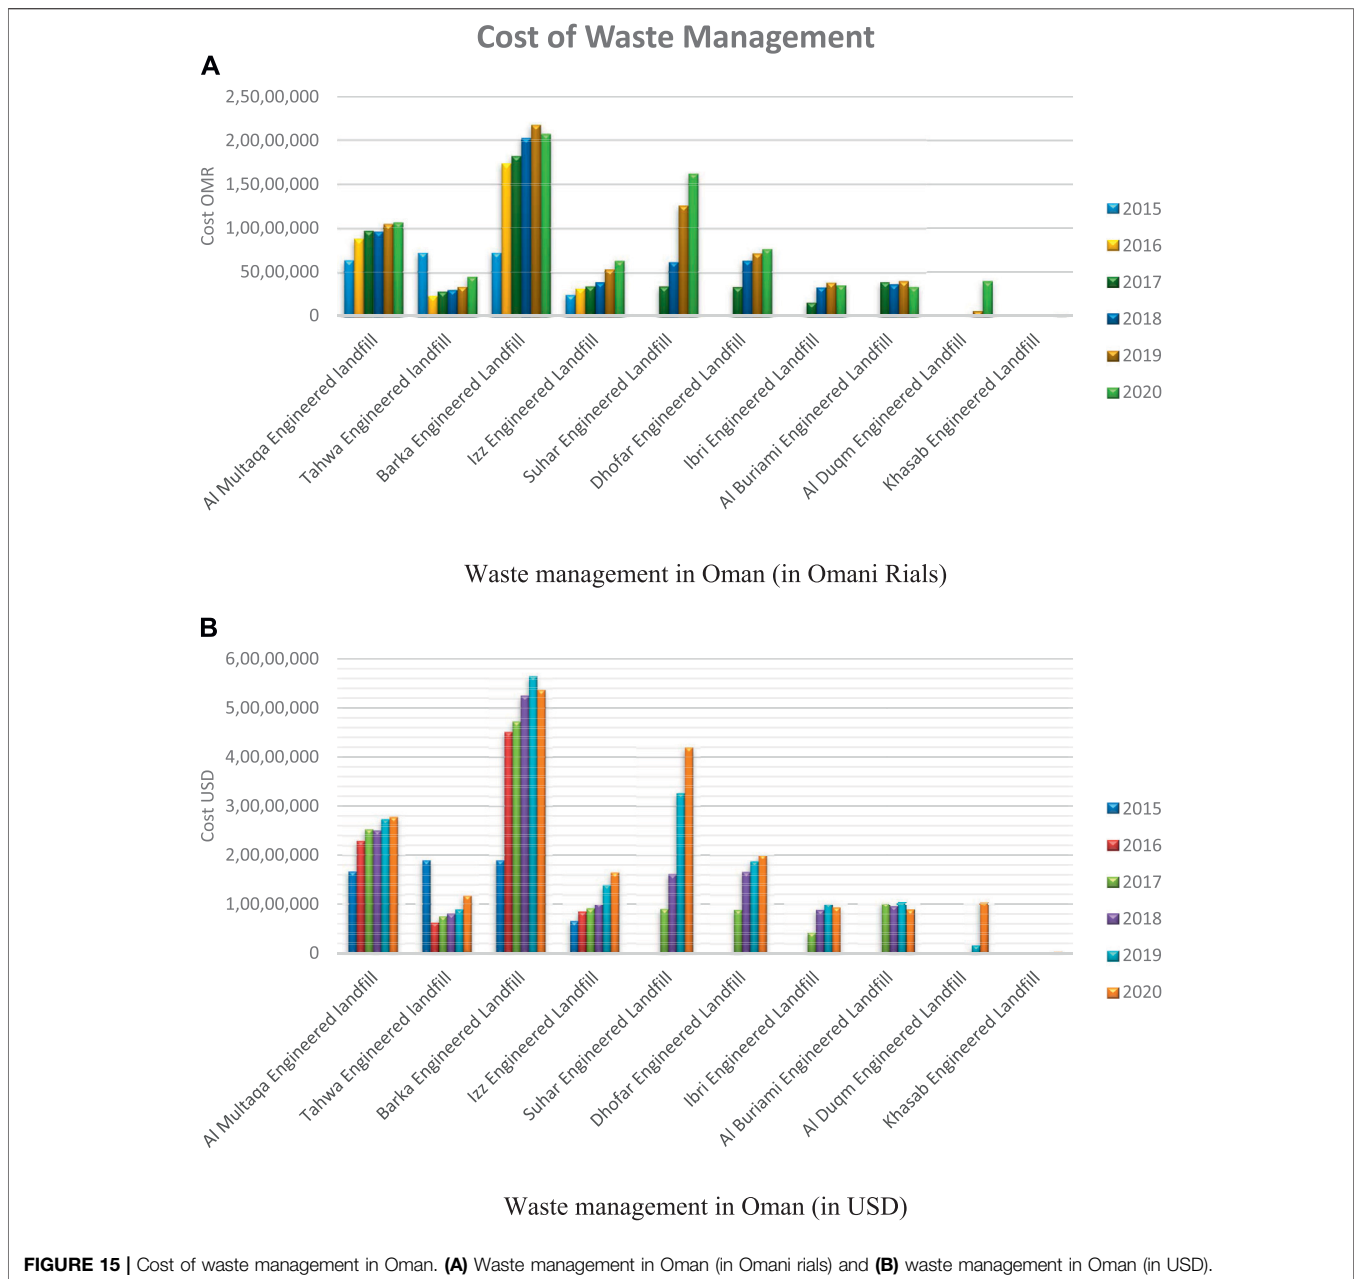 Cost of Waste Management
A
2,50,00,000
2,00,00,000
1,50,00,000
1,00,00,000
50,00,000
0
Cost OMR
2015
2016
2017
2018
2019
2020
Al Multaqa Engineered landfill
Tahwa Engineered landfill
Barka Engineered Landfill
Izz Engineered Landfill
Suhar Engineered Landfill
Dhofar Engineered Landfill
Ibri Engineered Landfill
Al Buriami Engineered Landfill
Al Duqm Engineered Landfill
Khasab Engineered Landfill
Waste management in Oman (in Omani Rials)
B
6,00,00,000
5,00,00,000
4,00,00,000
3,00,00,000
2,00,00,000
1,00,00,000
0
Cost USD
2015
2016
2017
2018
2019
2020
Al Multaqa Engineered landfill
Tahwa Engineered landfill
Barka Engineered Landfill
Izz Engineered Landfill
Suhar Engineered Landfill
Dhofar Engineered Landfill
Ibri Engineered Landfill
Al Buriami Engineered Landfill
Al Duqm Engineered Landfill
Khasab Engineered Landfill
Waste management in Oman (in USD)
FIGURE 15 | Cost of waste management in Oman. (A) Waste management in Oman (in Omani rials) and (B) waste management in Oman (in USD).